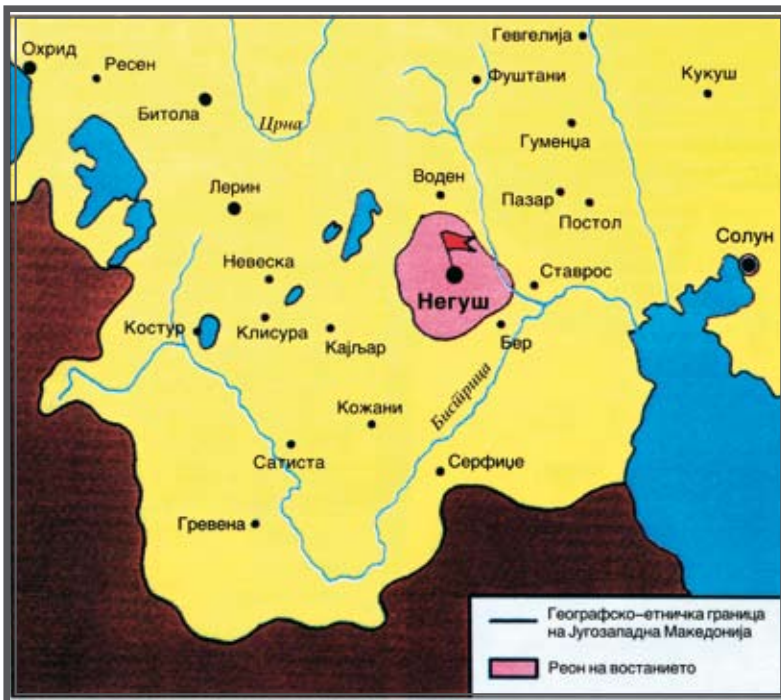 Гевгелија
Охрид
Ресен
Фуштани
Кукуш
Битола
Црна
Гуменџа
Воден
Лерин
Пазар
Постол
Солун
Невеска
Ставрос
Негуш
Костур
Клисура
Кајљар
Бер
Бистрица
Кожани
Сатиста
Серфиџе
Гревена
Географско-етничка граница
на Југозападна Македонија
Реон на востанието